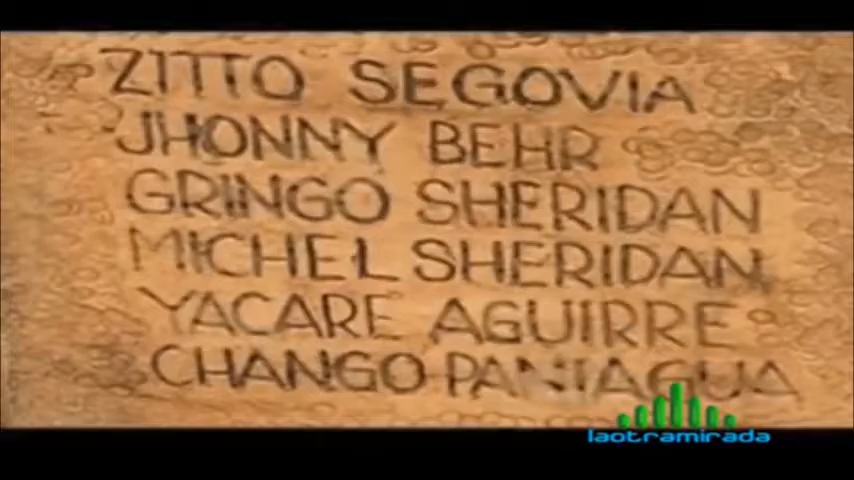 ZITTO SEGOVIA
JHONNY BEHR
GRINGO SHERIDAN
MICHEL SHERIDAN
YACARE AGUIRRE
CHANGO PANIAGUA
laotramirada